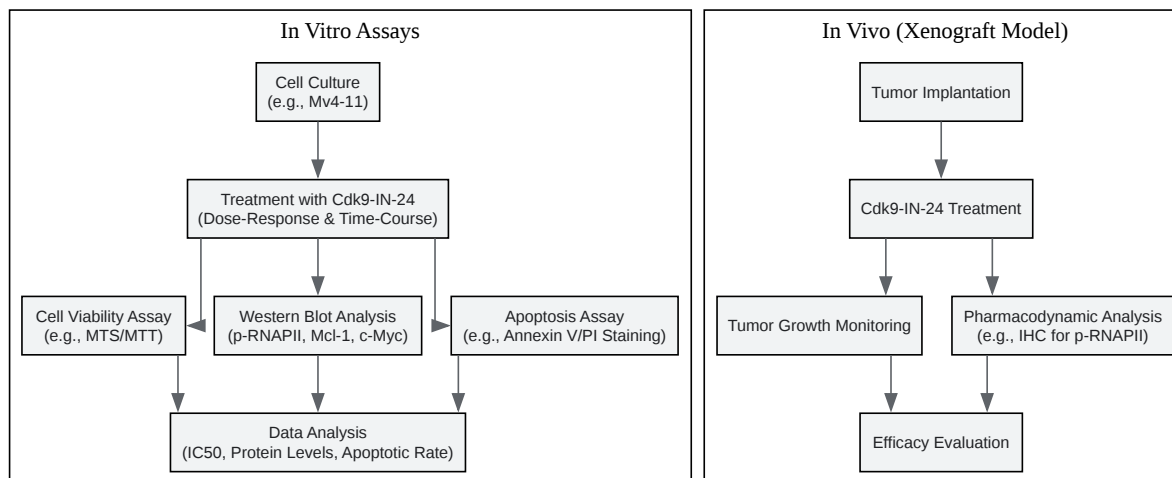 In Vitro Assays
Cell Culture
(e.g., Mv4-11)
Treatment with Cdk9-IN-24
(Dose-Response & Time-Course)
Cell Viability Assay
(e.g., MTS/MTT)
Western Blot Analysis
(p-RNAPII, Mcl-1, c-Myc)
Apoptosis Assay
(e.g., Annexin V/PI Staining)
Data Analysis
(IC50, Protein Levels, Apoptotic Rate)
In Vivo (Xenograft Model)
Tumor Implantation
Cdk9-IN-24 Treatment
Tumor Growth Monitoring
Pharmacodynamic Analysis
(e.g., IHC for p-RNAPII)
Efficacy Evaluation